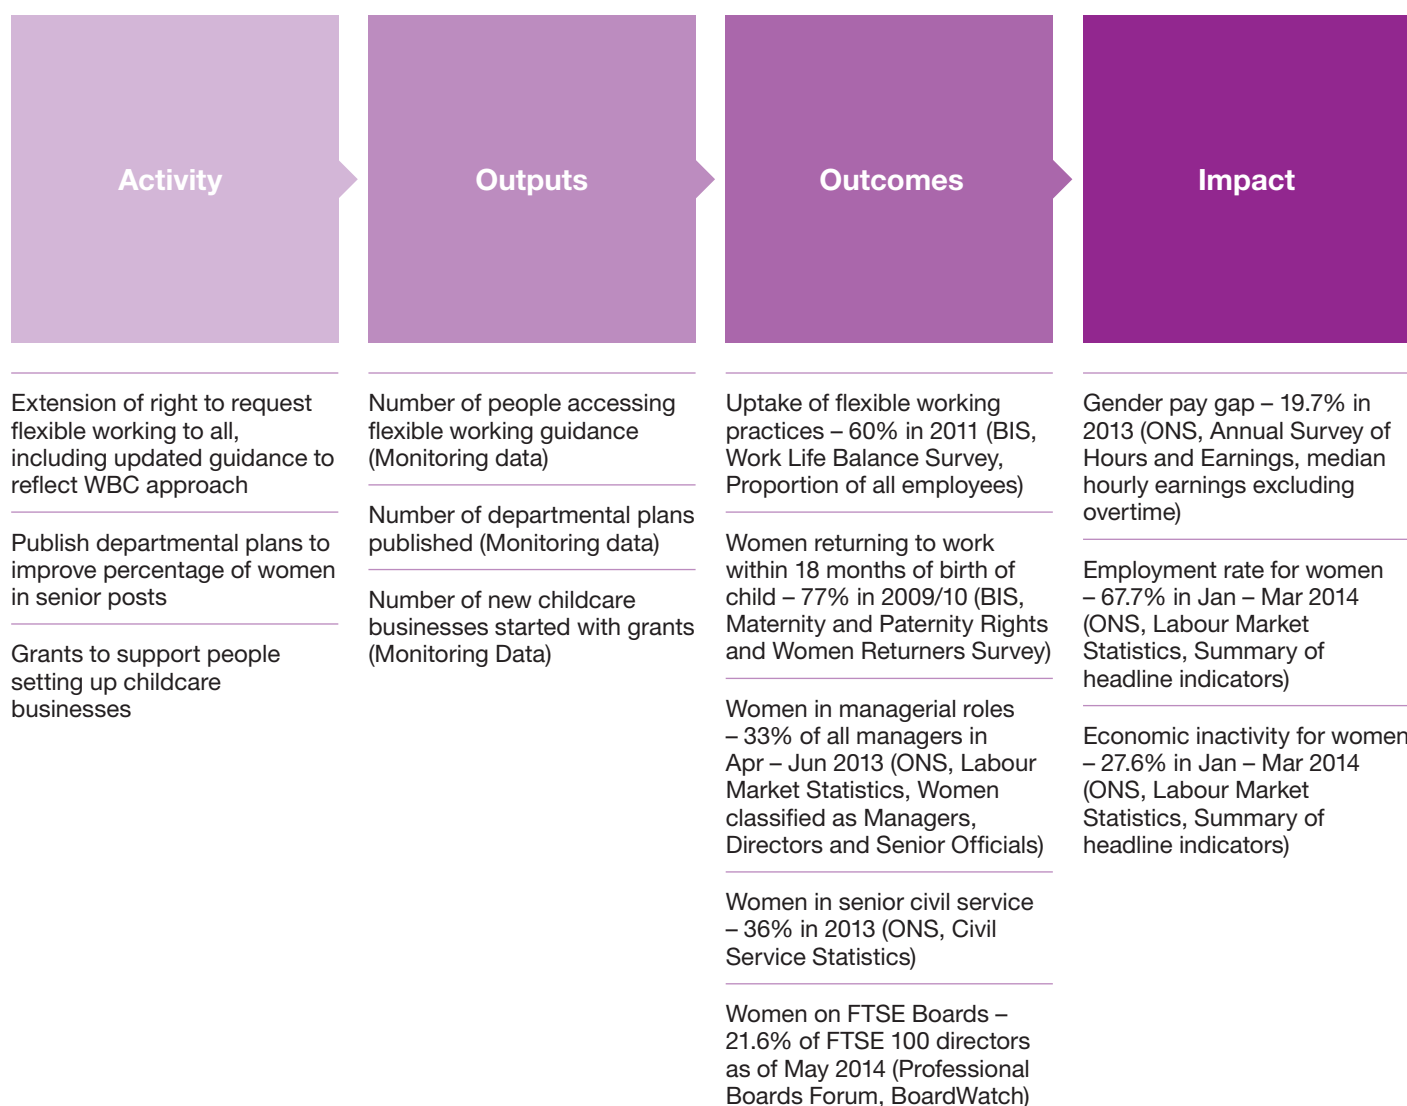 Activity
Outputs
Outcomes
Impact
Extension of right to request
flexible working to all,
including updated guidance to
reflect WBC approach
Publish departmental plans to
improve percentage of women
in senior posts
Grants to support people
setting up childcare
businesses
Number of people accessing
flexible working guidance
(Monitoring data)
Number of departmental plans
published (Monitoring data)
Number of new childcare
businesses started with grants
(Monitoring Data)
Uptake of flexible working
practices – 60% in 2011 (BIS,
Work Life Balance Survey,
Proportion of all employees)
Women returning to work
within 18 months of birth of
child – 77% in 2009/10 (BIS,
Maternity and Paternity Rights
and Women Returners Survey)
Women in managerial roles
– 33% of all managers in
Apr – Jun 2013 (ONS, Labour
Market Statistics, Women
classified as Managers,
Directors and Senior Officials)
Women in senior civil service
– 36% in 2013 (ONS, Civil
Service Statistics)
Women on FTSE Boards –
21.6% of FTSE 100 directors
as of May 2014 (Professional
Boards Forum, BoardWatch)
Gender pay gap – 19.7% in
2013 (ONS, Annual Survey of
Hours and Earnings, median
hourly earnings excluding
overtime)
Employment rate for women
– 67.7% in Jan – Mar 2014
(ONS, Labour Market
Statistics, Summary of
headline indicators)
Economic inactivity for women
– 27.6% in Jan – Mar 2014
(ONS, Labour Market
Statistics, Summary of
headline indicators)